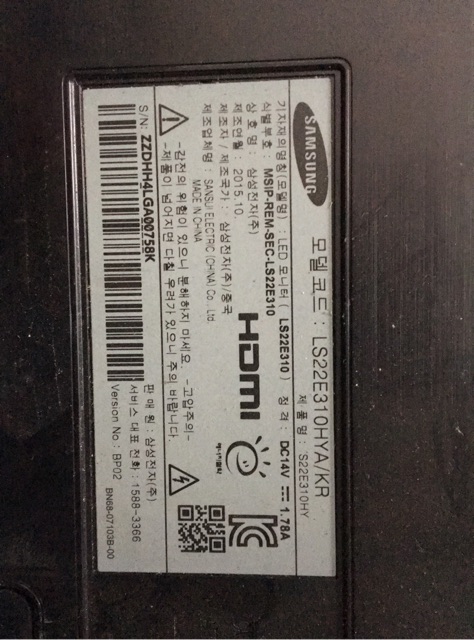 SAMSUNG
모델코드 : LS22E310HYA/KR
제 품 명 : S22E310HY
기자재의명칭(모델명) : LED 모니터 ( LS22E310 ) 정 격 : DC14V ⎓ 1.78A
식별부호 : MSIP-REM-SEC-LS22E310
상 호 명 : 삼성전자(주)
제조연월 : 2015.10.
제조자 / 제조국가 : 삼성전자(주)/중국
제조업체명 : SANSUI ELECTRIC (CHINA) Co. Ltd.
MADE IN CHINA
HDMI
에너지절약
-감전의 위험이 있으니 분해하지 마세요. -고압주의-
-제품이 넘어지면 다칠 우려가 있으니 주의 바랍니다.
S/N: ZZDHH4LGA00758K
판 매 원 : 삼성전자(주)
서비스 대표 전화 : 1588-3366
Version No.: BP02
BN68-07103B-00